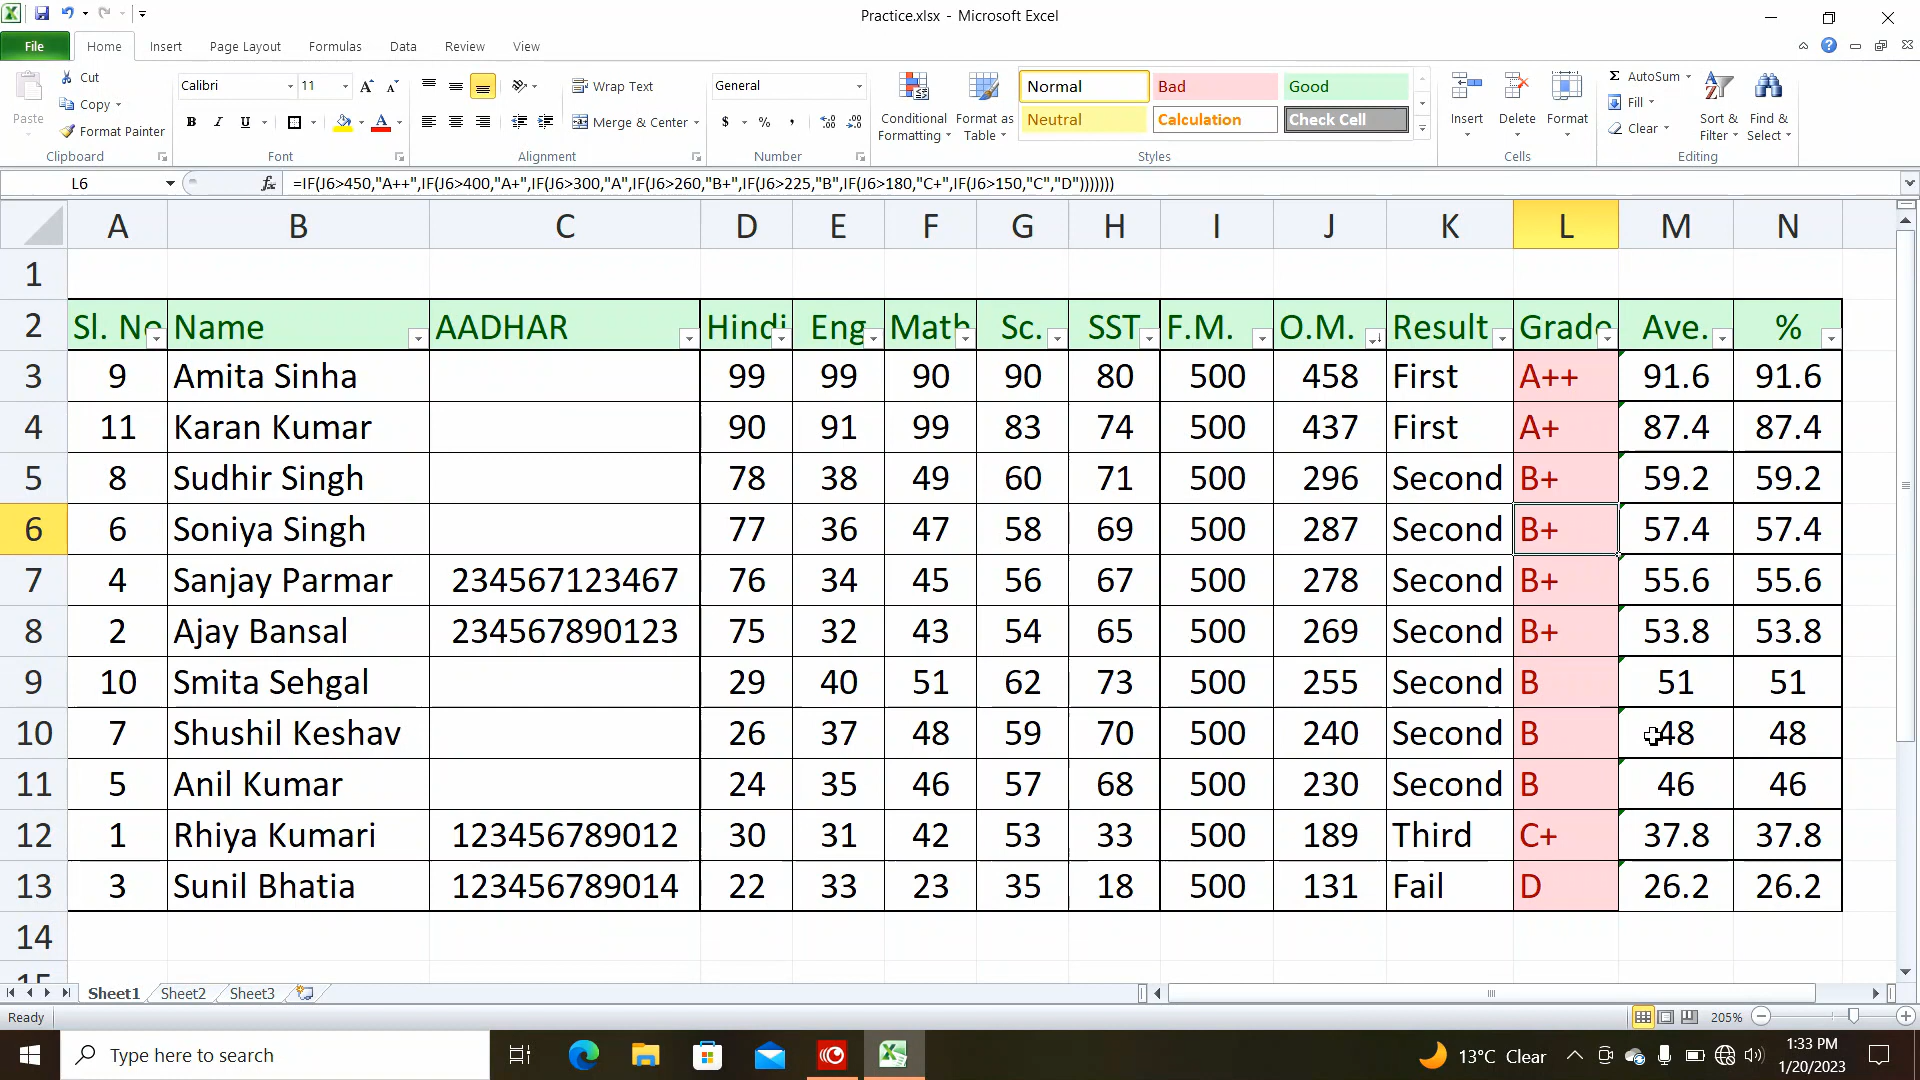 Practice.xlsx - Microsoft Excel
File Home Insert Page Layout Formulas Data Review View
Paste
Cut
Copy
Format Painter
Clipboard
Calibri 11
B I U
Font
Wrap Text
Merge & Center
Alignment
General
$ % ,
Number
Conditional Formatting
Format as Table
Normal Bad Good
Neutral Calculation Check Cell
Styles
Insert Delete Format
Cells
Σ AutoSum
Fill
Clear
Sort & Filter
Find & Select
Editing
L6 fx =IF(J6>450,"A++",IF(J6>400,"A+",IF(J6>300,"A",IF(J6>260,"B+",IF(J6>225,"B",IF(J6>180,"C+",IF(J6>150,"C","D")))))))
A B C D E F G H I J K L M N
1
2 Sl. No Name AADHAR Hindi Eng Math Sc. SST F.M. O.M. Result Grade Ave. %
3 9 Amita Sinha 99 99 90 90 80 500 458 First A++ 91.6 91.6
4 11 Karan Kumar 90 91 99 83 74 500 437 First A+ 87.4 87.4
5 8 Sudhir Singh 78 38 49 60 71 500 296 Second B+ 59.2 59.2
6 6 Soniya Singh 77 36 47 58 69 500 287 Second B+ 57.4 57.4
7 4 Sanjay Parmar 234567123467 76 34 45 56 67 500 278 Second B+ 55.6 55.6
8 2 Ajay Bansal 234567890123 75 32 43 54 65 500 269 Second B+ 53.8 53.8
9 10 Smita Sehgal 29 40 51 62 73 500 255 Second B 51 51
10 7 Shushil Keshav 26 37 48 59 70 500 240 Second B 48 48
11 5 Anil Kumar 24 35 46 57 68 500 230 Second B 46 46
12 1 Rhiya Kumari 123456789012 30 31 42 53 33 500 189 Third C+ 37.8 37.8
13 3 Sunil Bhatia 123456789014 22 33 23 35 18 500 131 Fail D 26.2 26.2
14
15
Sheet1 Sheet2 Sheet3
Ready 205%
Type here to search 13°C Clear 1:33 PM
1/20/2023